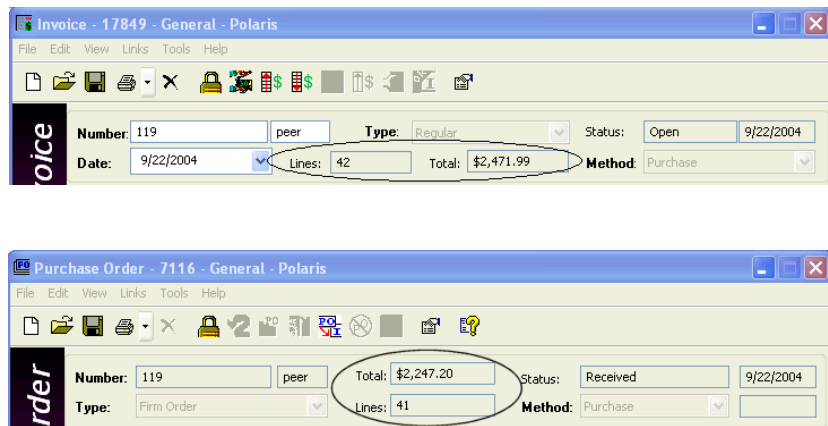 Invoice - 17849 - General - Polaris
File Edit View Links Tools Help
Number: 119 peer Type: Regular Status: Open 9/22/2004
Date: 9/22/2004 Lines: 42 Total: $2,471.99 Method: Purchase
voice
Purchase Order - 7116 - General - Polaris
File Edit View Links Tools Help
Number: 119 peer Total: $2,247.20 Status: Received 9/22/2004
Type: Firm Order Lines: 41 Method: Purchase
rder